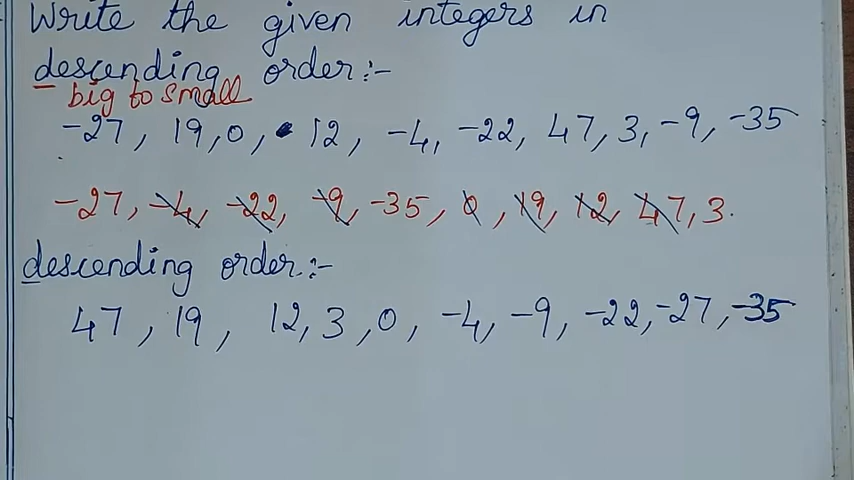 Write the given integers in
descending order:-
big to small
-27, 19, 0, 12, -4, -22, 47, 3, -9, -35
-27, -4, -22, -9, -35, 0, 19, 12, 47, 3.
descending order:-
47, 19, 12, 3, 0, -4, -9, -22, -27, -35